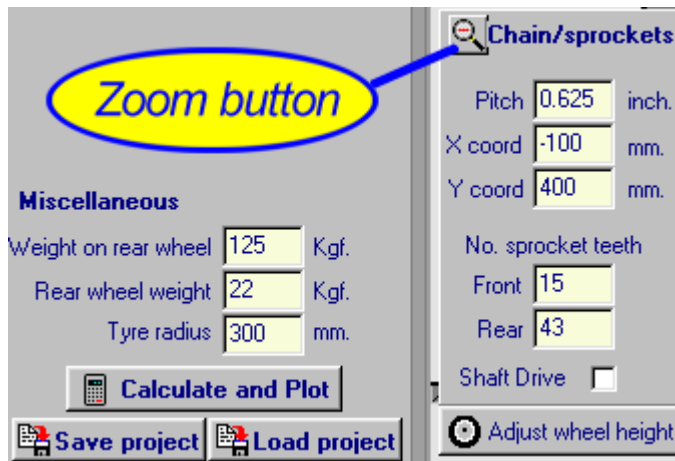 Zoom button
Miscellaneous
Weight on rear wheel 125 Kgf.
Rear wheel weight 22 Kgf.
Tyre radius 300 mm.
Calculate and Plot
Save project Load project
Chain/sprockets
Pitch 0.625 inch.
X coord -100 mm.
Y coord 400 mm.
No. sprocket teeth
Front 15
Rear 43
Shaft Drive
Adjust wheel height